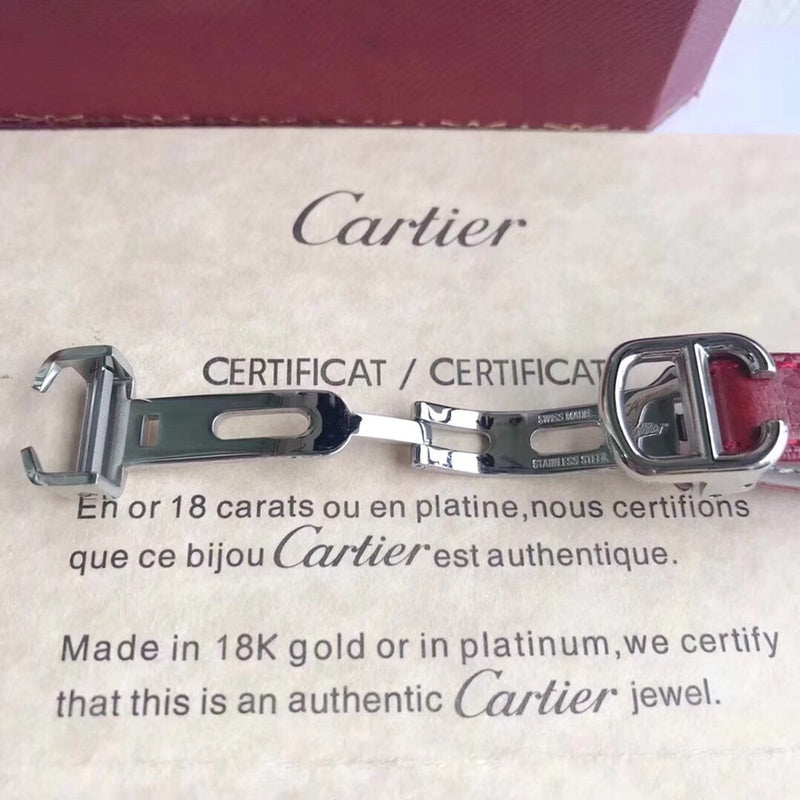 Cartier
CERTIFICAT / CERTIFICAT
SWISS MADE
STAINLESS STEEL
En or 18 carats ou en platine,nous certifions
que ce bijou Cartier est authentique.
Made in 18K gold or in platinum,we certify
that this is an authentic Cartier jewel.